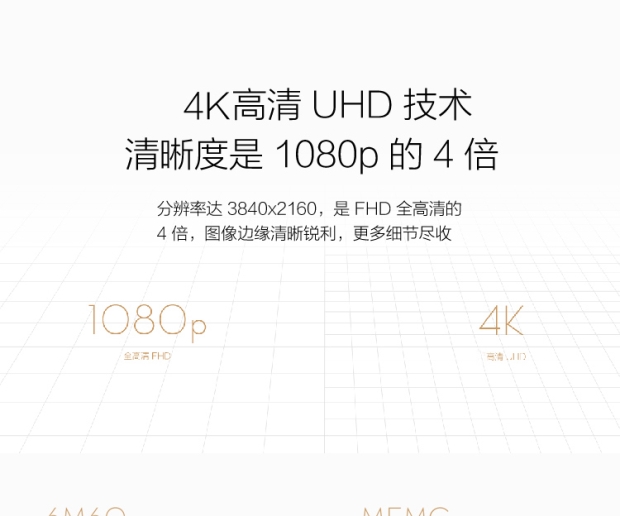 4K高清 UHD 技术
清晰度是 1080p 的 4 倍
分辨率达 3840x2160，是 FHD 全高清的
4 倍，图像边缘清晰锐利，更多细节尽收
1080p
4K
全高清 FHD
高清 UHD
MEMC